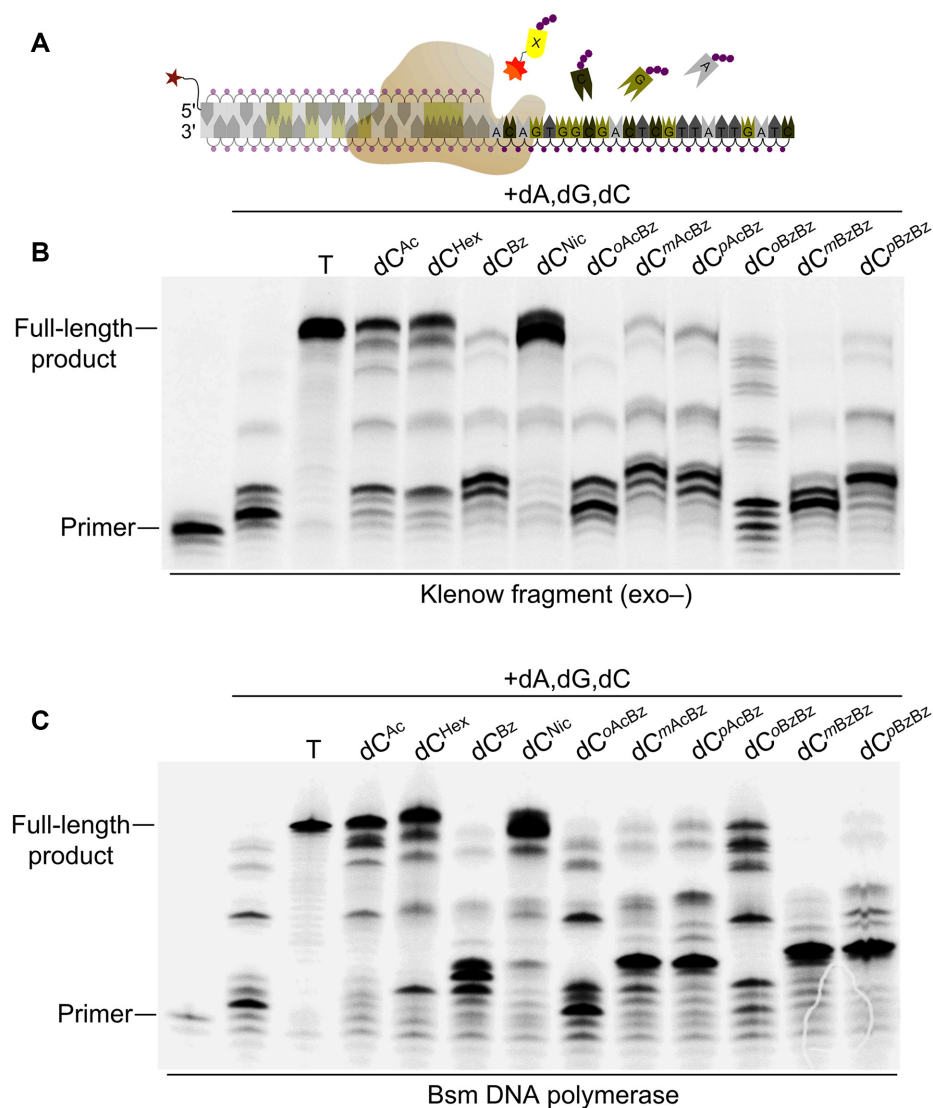 A
X
C
G
A
5'
3'
ACAGTGGCGACTCGTTATTGATC
+dA,dG,dC
B
T dC^Ac dC^Hex dC^Bz dC^Nic dC^oAcBz dC^mAcBz dC^pAcBz dC^oBzBz dC^mBzBz dC^pBzBz
Full-length
product
Primer
Klenow fragment (exo–)
+dA,dG,dC
C
T dC^Ac dC^Hex dC^Bz dC^Nic dC^oAcBz dC^mAcBz dC^pAcBz dC^oBzBz dC^mBzBz dC^pBzBz
Full-length
product
Primer
Bsm DNA polymerase